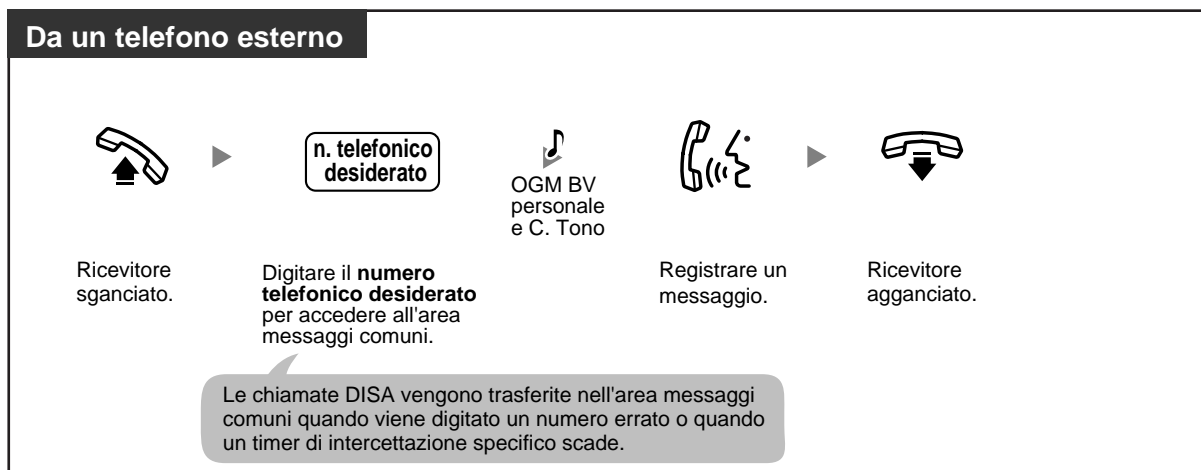 Da un telefono esterno
n. telefonico
desiderato
OGM BV
personale
e C. Tono
Ricevitore
sganciato.
Digitare il numero
telefonico desiderato
per accedere all'area
messaggi comuni.
Registrare un
messaggio.
Ricevitore
agganciato.
Le chiamate DISA vengono trasferite nell'area messaggi
comuni quando viene digitato un numero errato o quando
un timer di intercettazione specifico scade.